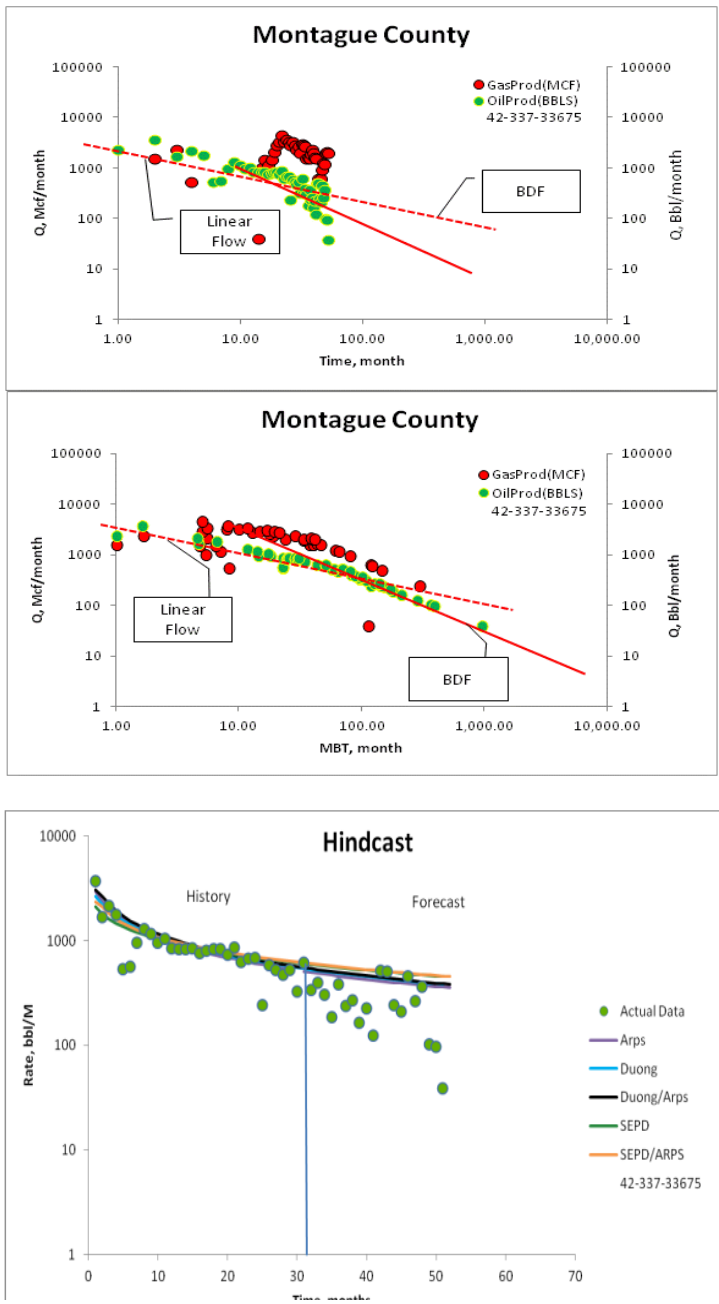 Montague County
100000
10000
1000
100
10
1
Q, Mcf/month
1.00
10.00
100.00
1,000.00
10,000.00
Time, month
100000
10000
1000
100
10
1
Q, Bbl/month
GasProd(MCF)
OilProd(BBLS)
42-337-33675
BDF
Linear
Flow
Montague County
100000
10000
1000
100
10
1
Q, Mcf/month
1.00
10.00
100.00
1,000.00
10,000.00
MBT, month
100000
10000
1000
100
10
1
Q, Bbl/month
GasProd(MCF)
OilProd(BBLS)
42-337-33675
Linear
Flow
BDF
Hindcast
10000
1000
100
10
1
Rate, bbl/M
History
Forecast
Actual Data
Arps
Duong
Duong/Arps
SEPD
SEPD/ARPS
42-337-33675
0
10
20
30
40
50
60
70
Time, months